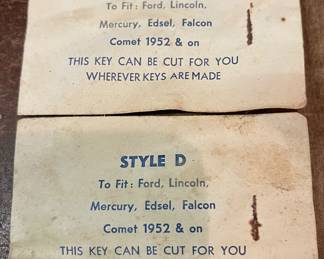 To Fit: Ford, Lincoln,
Mercury, Edsel, Falcon
Comet 1952 & on
THIS KEY CAN BE CUT FOR YOU
WHEREVER KEYS ARE MADE
STYLE D
To Fit: Ford, Lincoln,
Mercury, Edsel, Falcon
Comet 1952 & on
THIS KEY CAN BE CUT FOR YOU